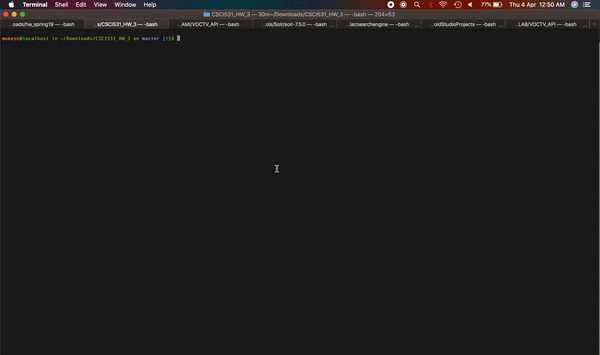 Terminal Shell Edit View Window Help 77% Thu 4 Apr 12:50 AM
CSCI531_HW_3 — 30m~/Downloads/CSCI531_HW_3 — -bash — 204×63
...oads/hw_spring19 — -bash ...s/CSCI531_HW_3 — -bash ...AMI/VOCTV_API — -bash ...ols/Solr/solr-7.5.0 — -bash ... ...lar/searchengine — -bash ...oidStudioProjects — -bash ...LAB/VOCTV_API — -bash ... +
mukesh@localhost in ~/Downloads/CSCI531_HW_3 on master [!]$